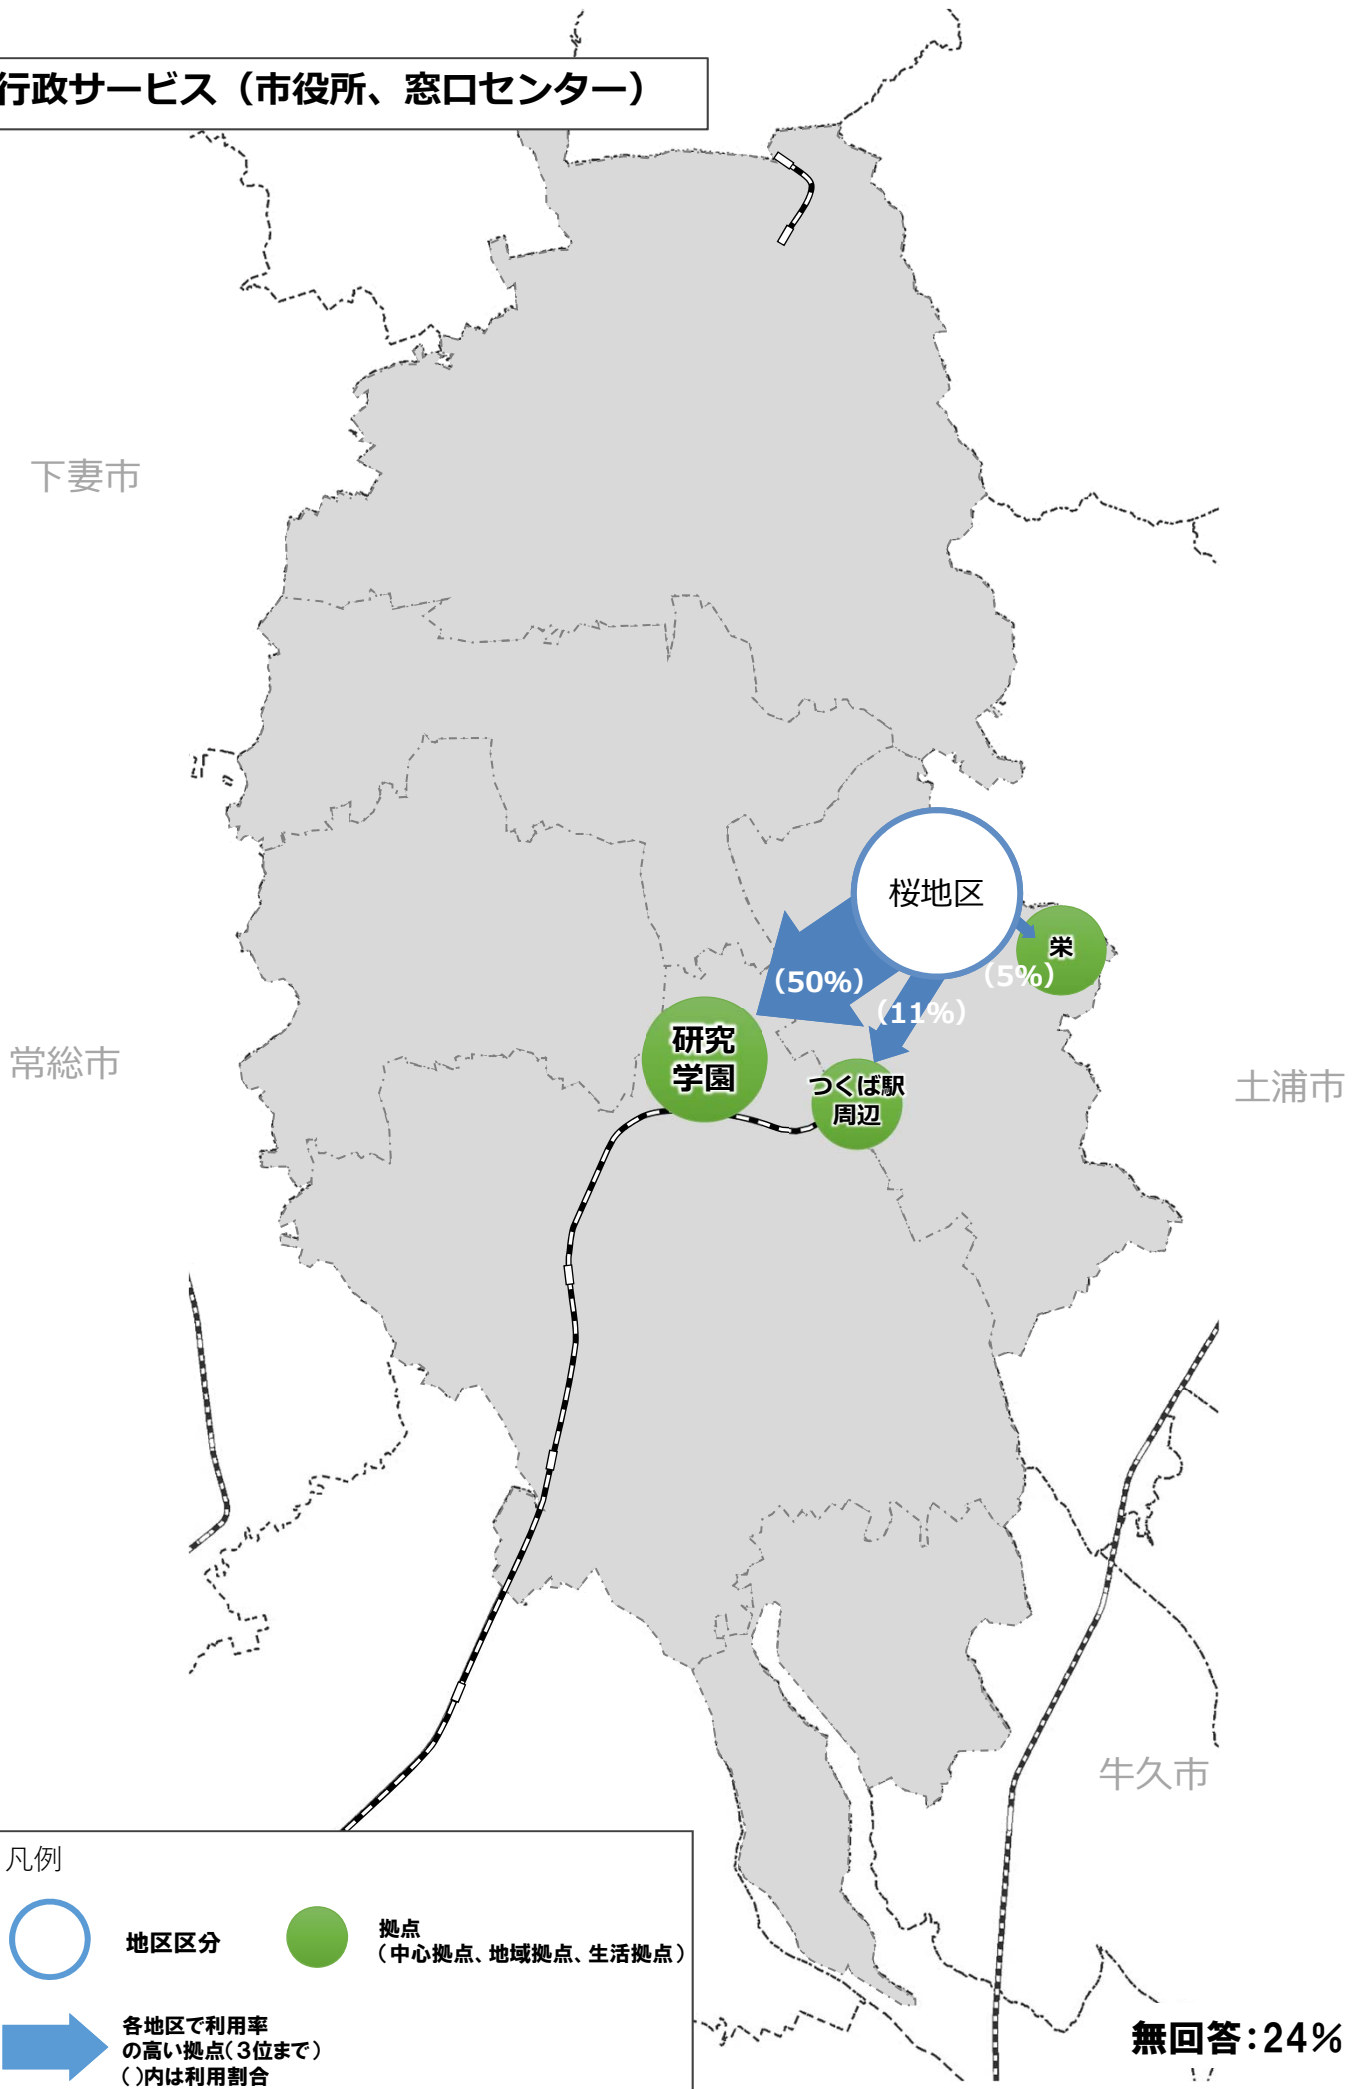 行政サービス（市役所、窓口センター）
下妻市
桜地区
栄
（50%）
（5%）
（11%）
研究
学園
つくば駅
周辺
常総市
土浦市
牛久市
凡例
地区区分
拠点
（中心拠点、地域拠点、生活拠点）
各地区で利用率
の高い拠点（3位まで）
（ ）内は利用割合
無回答：24%